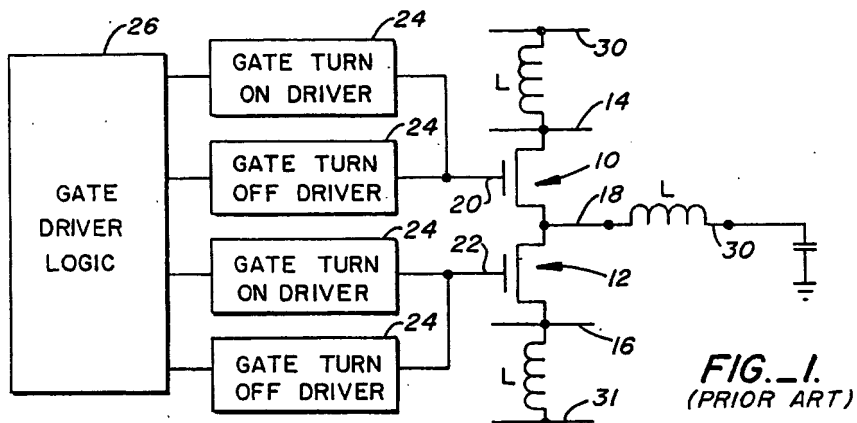 26
GATE
DRIVER
LOGIC
24
GATE TURN
ON DRIVER
24
GATE TURN
OFF DRIVER
24
GATE TURN
ON DRIVER
24
GATE TURN
OFF DRIVER
30
L
14
10
20
18
L
30
22
12
16
L
31
FIG._1.
(PRIOR ART)